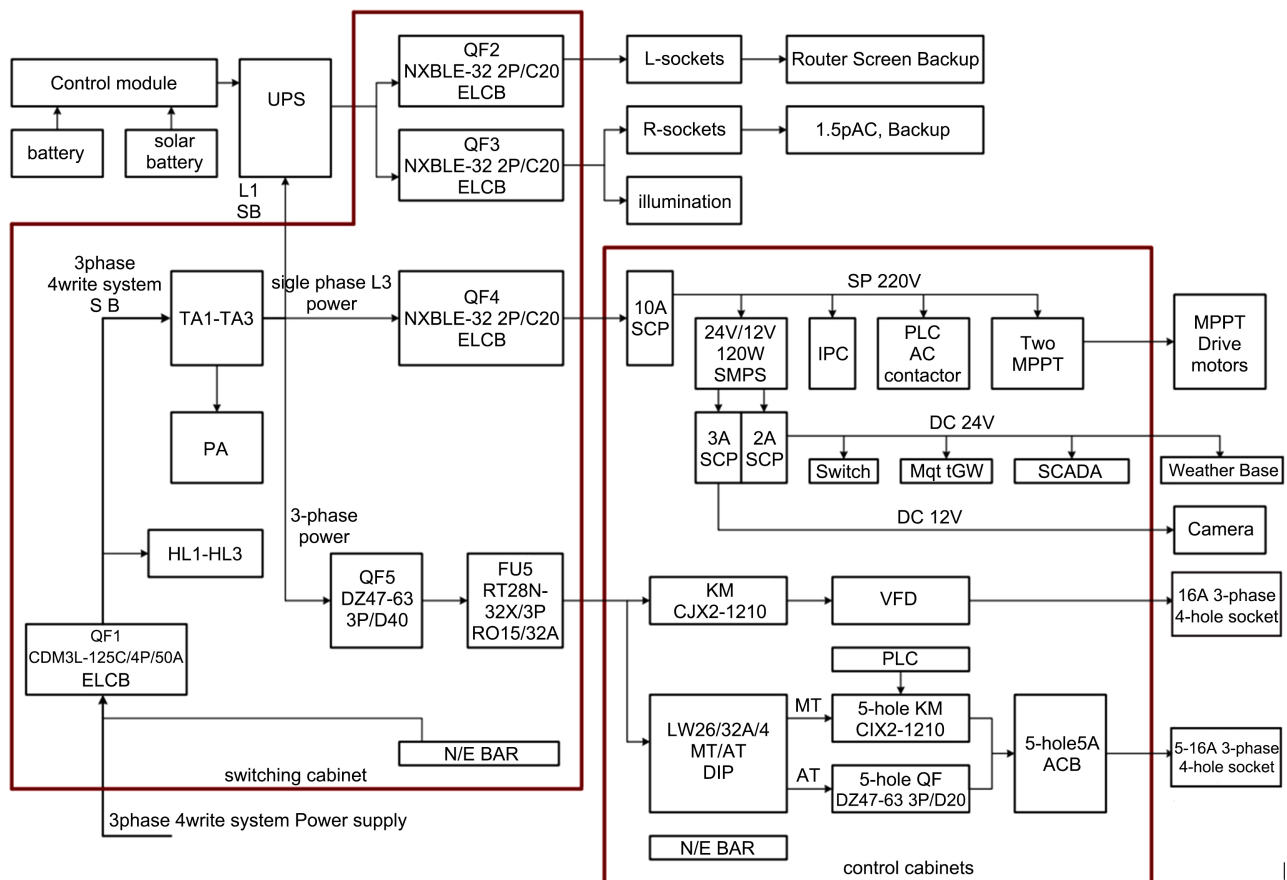 Control module
battery
solar
battery
UPS
L1
SB
QF2
NXBLE-32 2P/C20
ELCB
QF3
NXBLE-32 2P/C20
ELCB
L-sockets
Router Screen Backup
R-sockets
1.5pAC, Backup
illumination
3phase
4write system
S B
TA1-TA3
sigle phase L3
power
QF4
NXBLE-32 2P/C20
ELCB
PA
HL1-HL3
3-phase
power
QF5
DZ47-63
3P/D40
FU5
RT28N-
32X/3P
RO15/32A
QF1
CDM3L-125C/4P/50A
ELCB
N/E BAR
switching cabinet
3phase 4write system Power supply
10A
SCP
SP 220V
24V/12V
120W
SMPS
IPC
PLC
AC
contactor
Two
MPPT
MPPT
Drive
motors
3A
SCP
2A
SCP
DC 24V
Switch
Mqt tGW
SCADA
Weather Base
DC 12V
Camera
KM
CJX2-1210
VFD
16A 3-phase
4-hole socket
PLC
LW26/32A/4
MT/AT
DIP
MT
5-hole KM
CIX2-1210
AT
5-hole QF
DZ47-63 3P/D20
5-hole5A
ACB
5-16A 3-phase
4-hole socket
N/E BAR
control cabinets